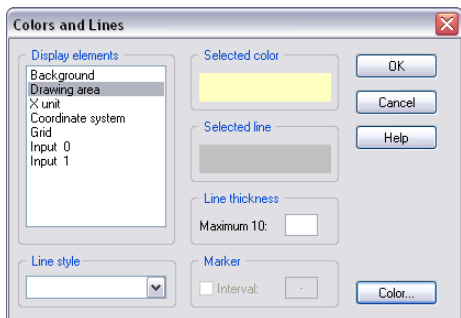 Colors and Lines
Display elements
Background
Drawing area
X unit
Coordinate system
Grid
Input 0
Input 1
Selected color
Selected line
Line thickness
Maximum 10:
Line style
Marker
Interval:
OK
Cancel
Help
Color...